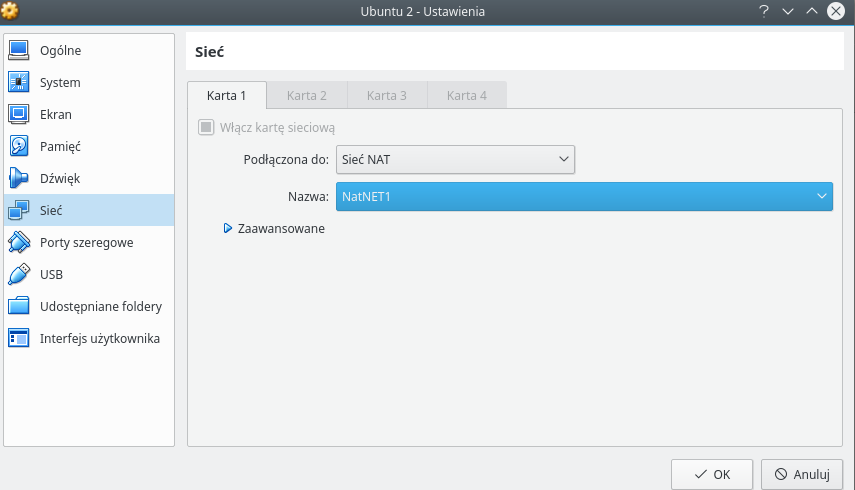 Ubuntu 2 - Ustawienia
Ogólne
System
Ekran
Pamięć
Dźwięk
Sieć
Porty szeregowe
USB
Udostępniane foldery
Interfejs użytkownika
Sieć
Karta 1
Karta 2
Karta 3
Karta 4
Włącz kartę sieciową
Podłączona do: Sieć NAT
Nazwa: NatNET1
Zaawansowane
OK
Anuluj